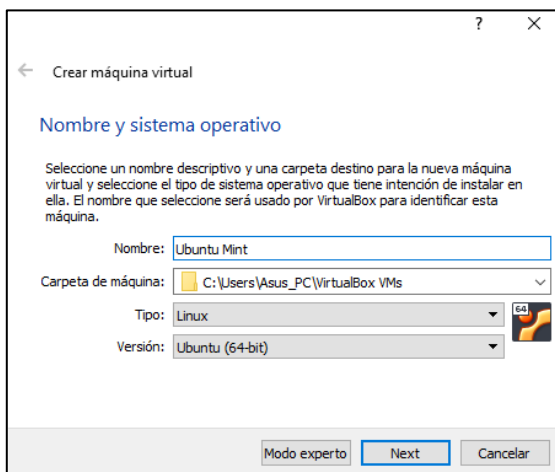 ?
Crear máquina virtual
Nombre y sistema operativo
Seleccione un nombre descriptivo y una carpeta destino para la nueva máquina
virtual y seleccione el tipo de sistema operativo que tiene intención de instalar en
ella. El nombre que seleccione será usado por VirtualBox para identificar esta
máquina.
Nombre: Ubuntu Mint
Carpeta de máquina: C:\Users\Asus_PC\VirtualBox VMs
Tipo: Linux
64
Versión: Ubuntu (64-bit)
Modo experto Next Cancelar